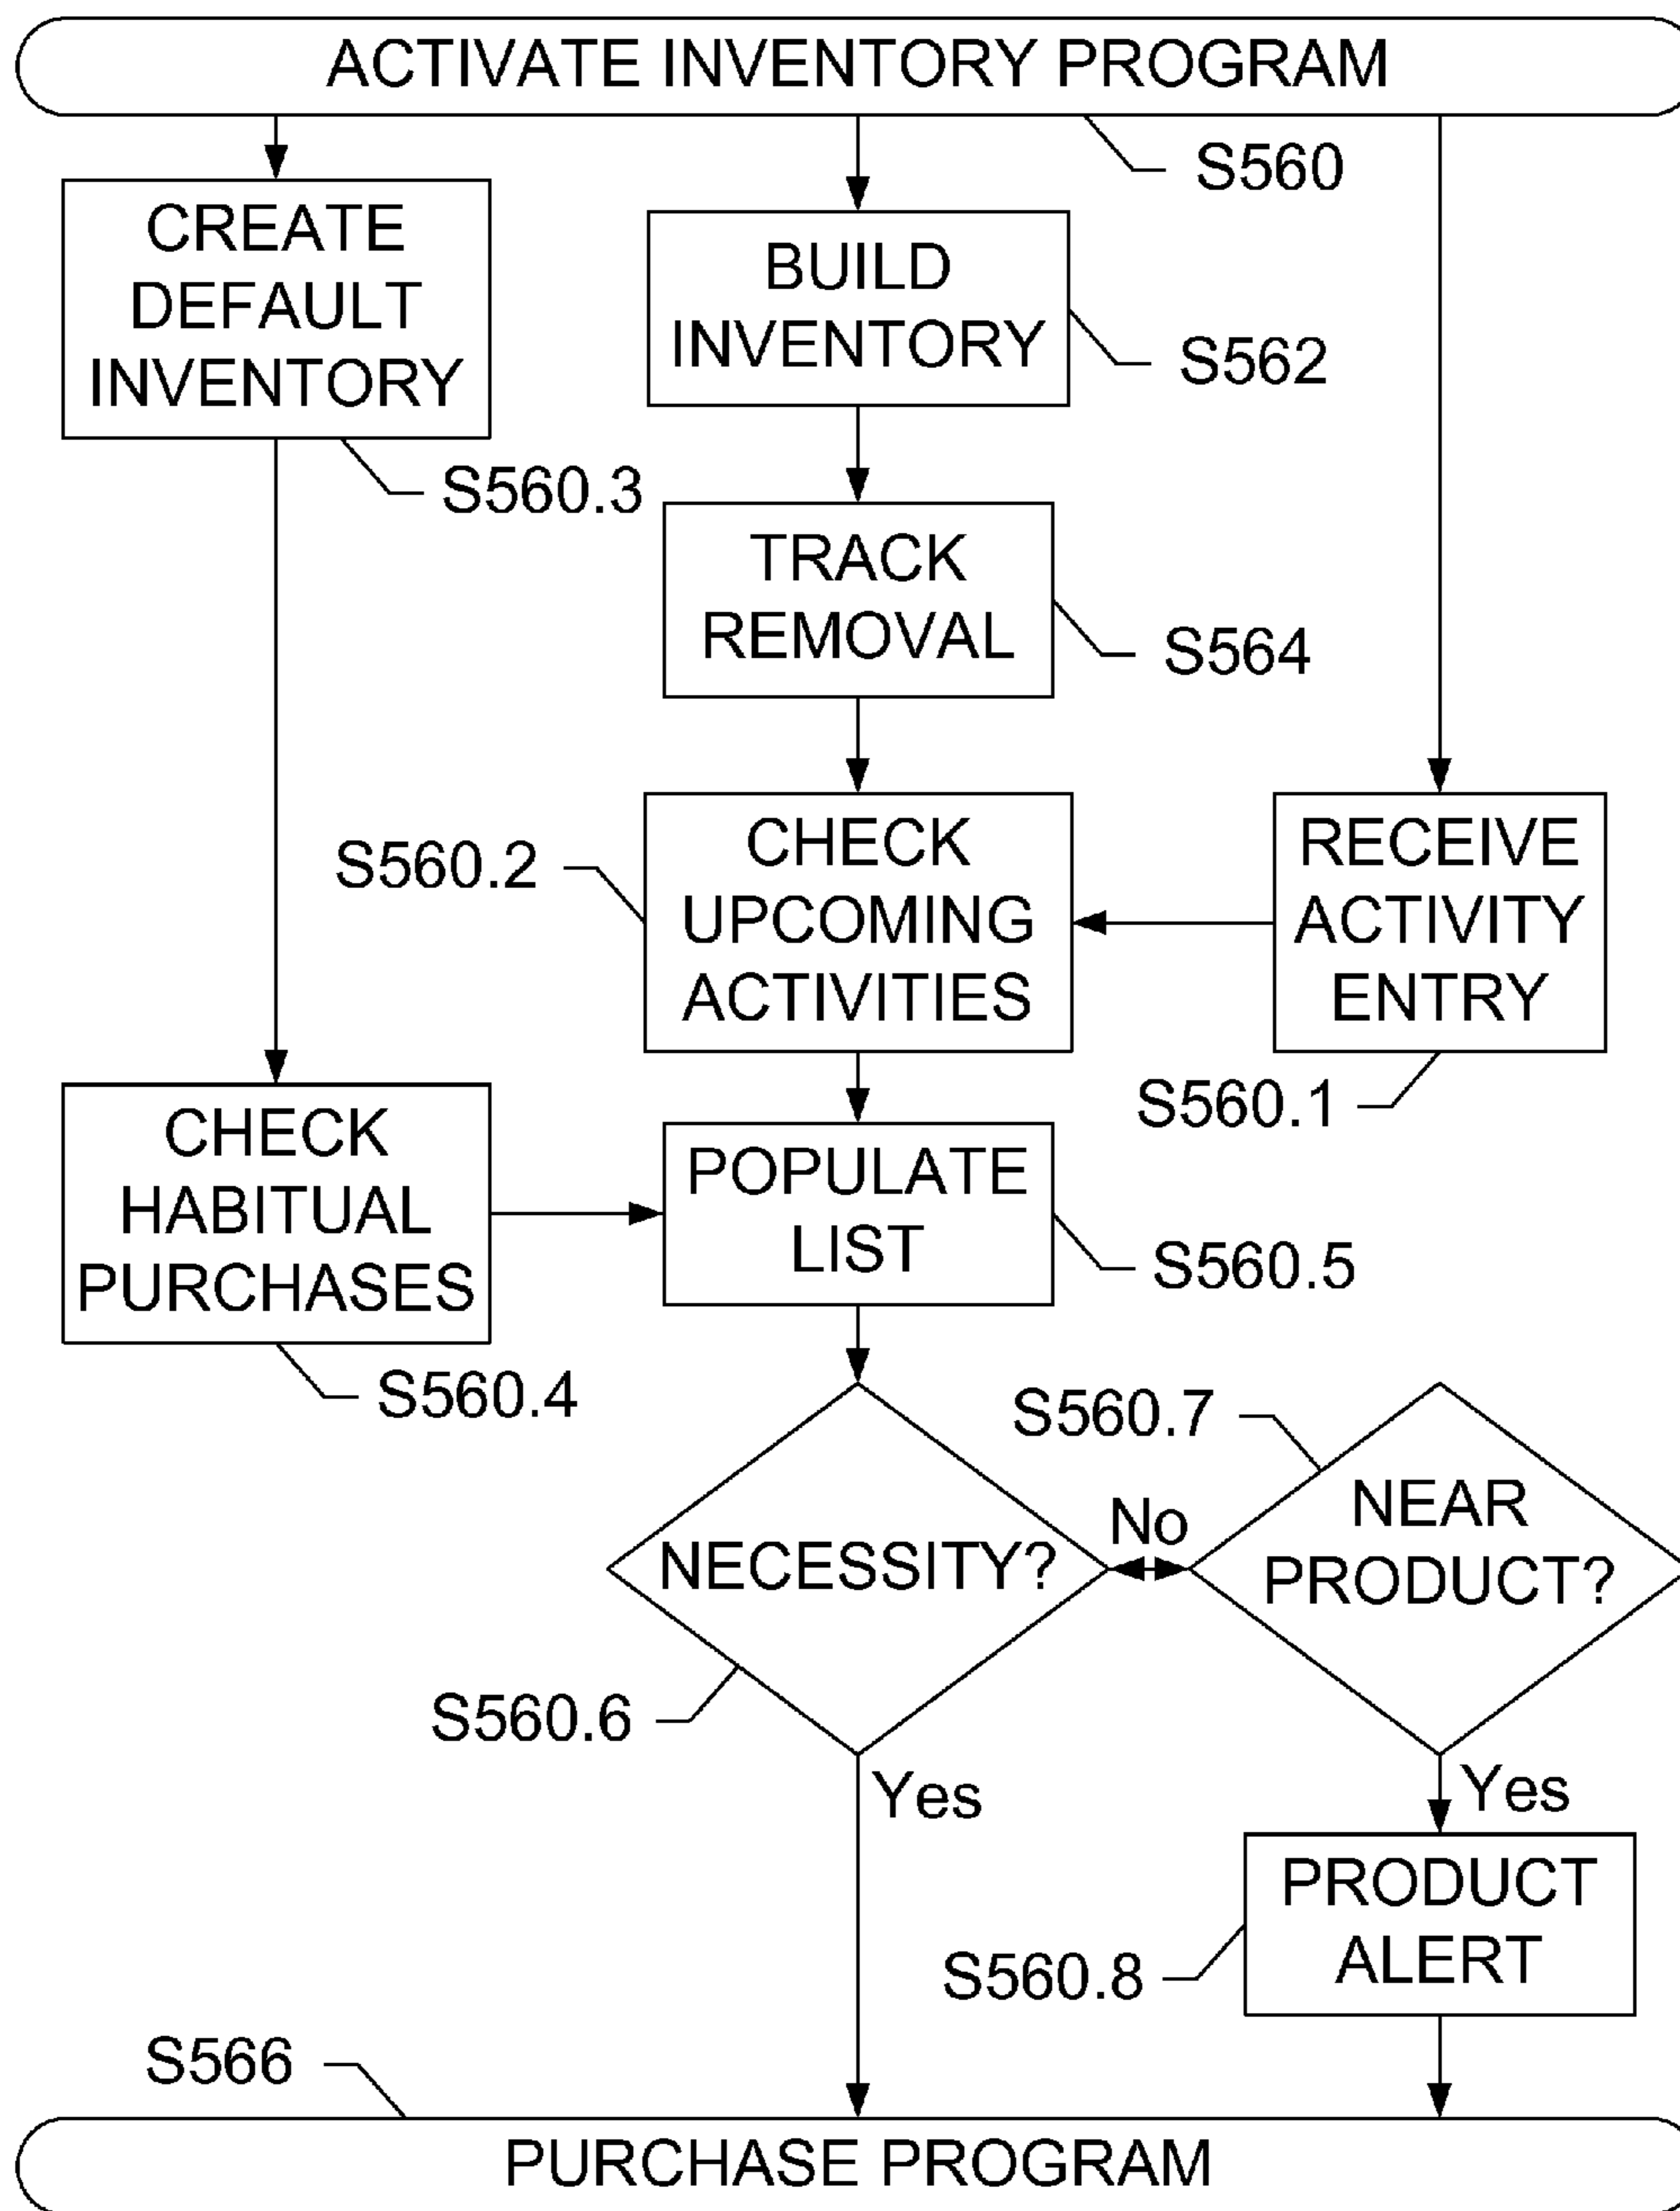 ACTIVATE INVENTORY PROGRAM
S560
CREATE
DEFAULT
INVENTORY
S560.3
BUILD
INVENTORY
S562
TRACK
REMOVAL
S564
CHECK
UPCOMING
ACTIVITIES
S560.2
RECEIVE
ACTIVITY
ENTRY
S560.1
CHECK
HABITUAL
PURCHASES
S560.4
POPULATE
LIST
S560.5
NECESSITY?
S560.6
No
NEAR
PRODUCT?
S560.7
Yes
Yes
PRODUCT
ALERT
S560.8
S566
PURCHASE PROGRAM